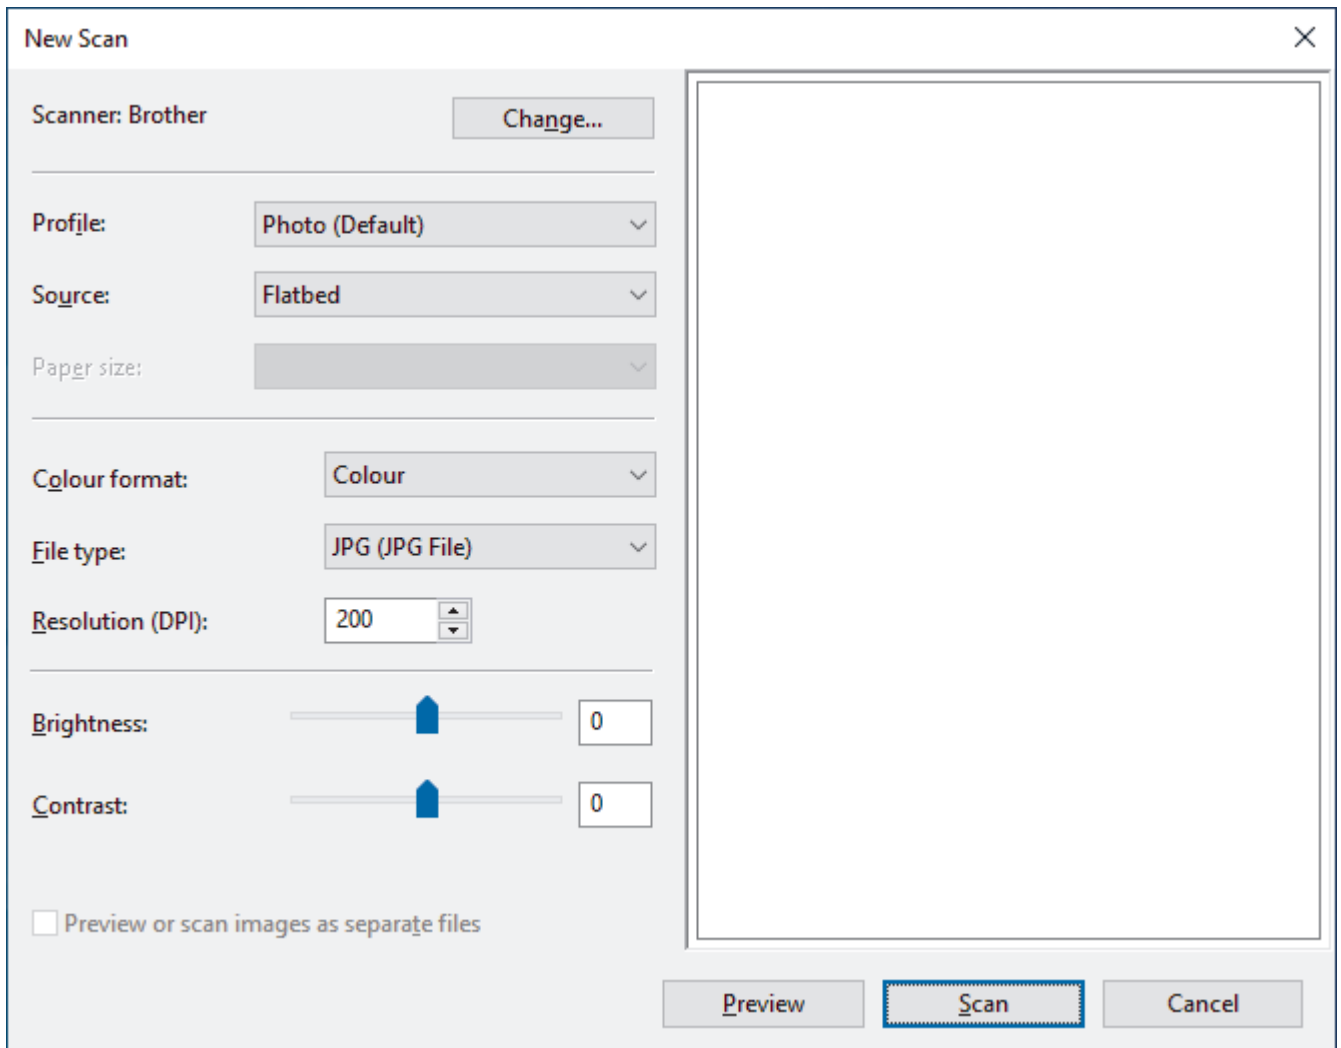 New Scan
Scanner: Brother
Change...
Profile:
Photo (Default)
Source:
Flatbed
Paper size:
Colour format:
Colour
File type:
JPG (JPG File)
Resolution (DPI):
200
Brightness:
0
Contrast:
0
Preview or scan images as separate files
Preview
Scan
Cancel